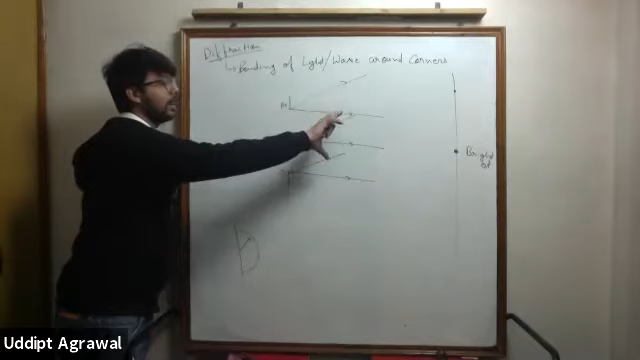 Diffraction
↳ Bending of Light/Wave around Corners
Bright
Uddipt Agrawal